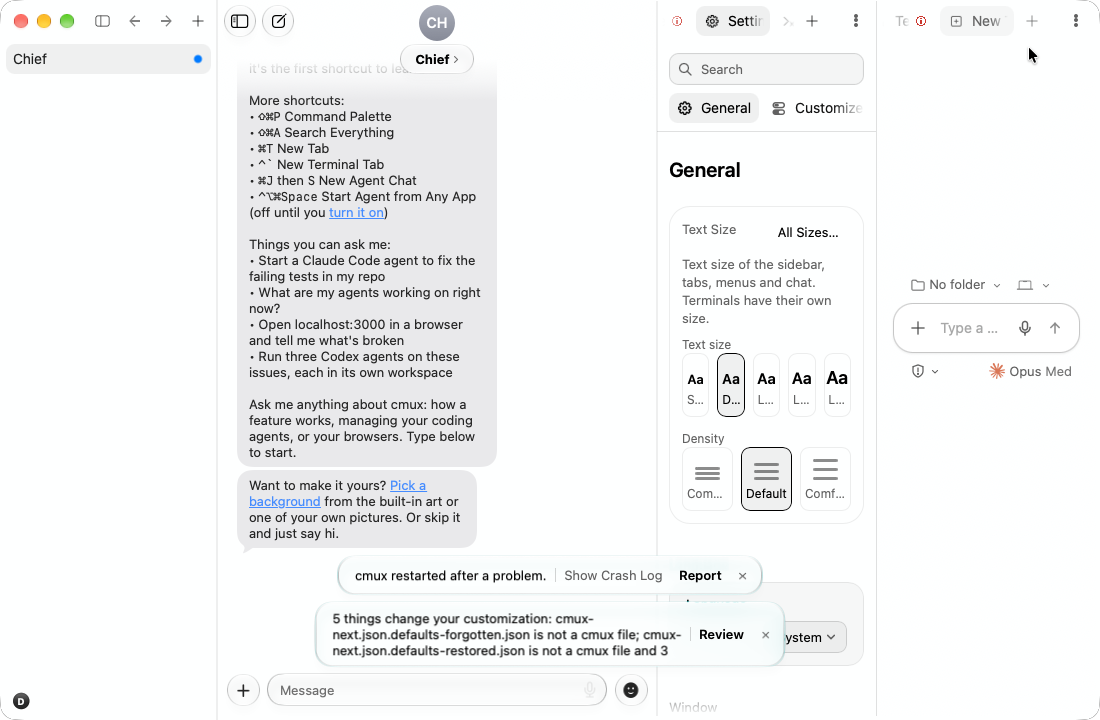 CH
Setti
Te
New
Chief
Chief ›
it's the first shortcut to lea
More shortcuts:
• ⇧⌘P Command Palette
• ⇧⌘A Search Everything
• ⌘T New Tab
• ^` New Terminal Tab
• ⌘J then S New Agent Chat
• ^⌥⌘Space Start Agent from Any App
(off until you turn it on)
Things you can ask me:
• Start a Claude Code agent to fix the
failing tests in my repo
• What are my agents working on right
now?
• Open localhost:3000 in a browser
and tell me what's broken
• Run three Codex agents on these
issues, each in its own workspace
Ask me anything about cmux: how a
feature works, managing your coding
agents, or your browsers. Type below
to start.
Want to make it yours? Pick a
background from the built-in art or
one of your own pictures. Or skip it
and just say hi.
cmux restarted after a problem. Show Crash Log Report ×
5 things change your customization: cmux-
next.json.defaults-forgotten.json is not a cmux file; cmux-
next.json.defaults-restored.json is not a cmux file and 3
Review ×
Message
D
Search
General Customize
General
Text Size All Sizes...
Text size of the sidebar,
tabs, menus and chat.
Terminals have their own
size.
Text size
Aa Aa Aa Aa Aa
S... D... L... L... L...
Density
Com... Default Comf...
ystem
Window
No folder
Type a ...
Opus Med